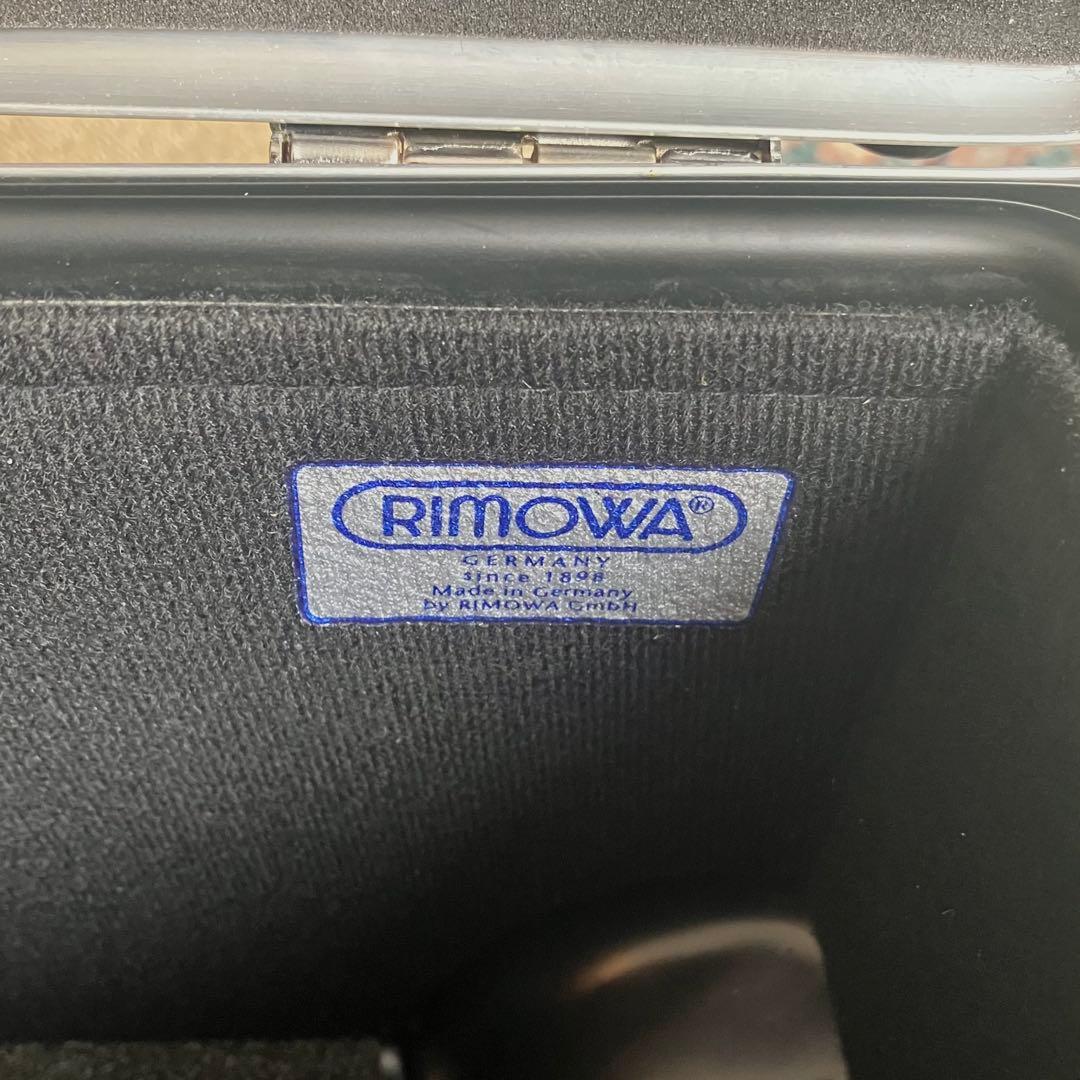 RIMOWA®
GERMANY
since 1898
Made in Germany
by RIMOWA GmbH